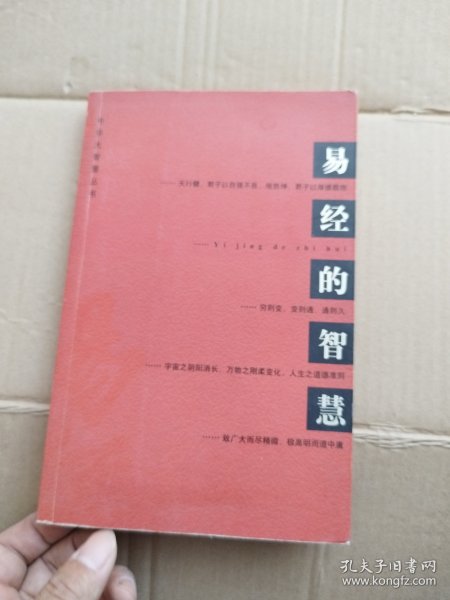 中华大智慧丛书
易经的智慧
……天行健，君子以自强不息，地势坤，君子以厚德载物
…… Yi jing de zhi hui
……穷则变，变则通，通则久
……宇宙之阴阳消长，万物之刚柔变化，人生之道德准则
……致广大而尽精微，极高明而道中庸
孔夫子旧书网
www.kongfz.com